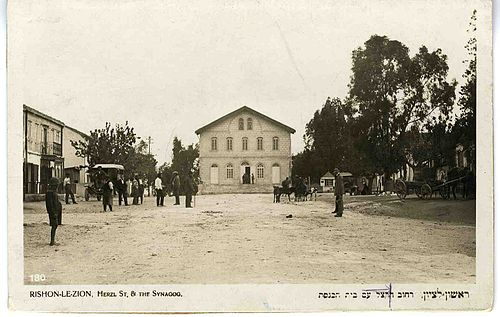 180
RISHON-LE-ZION, HERZL ST, & THE SYNAGOG.
ראשון-לציון, רחוב הרצל עם בית הכנסת